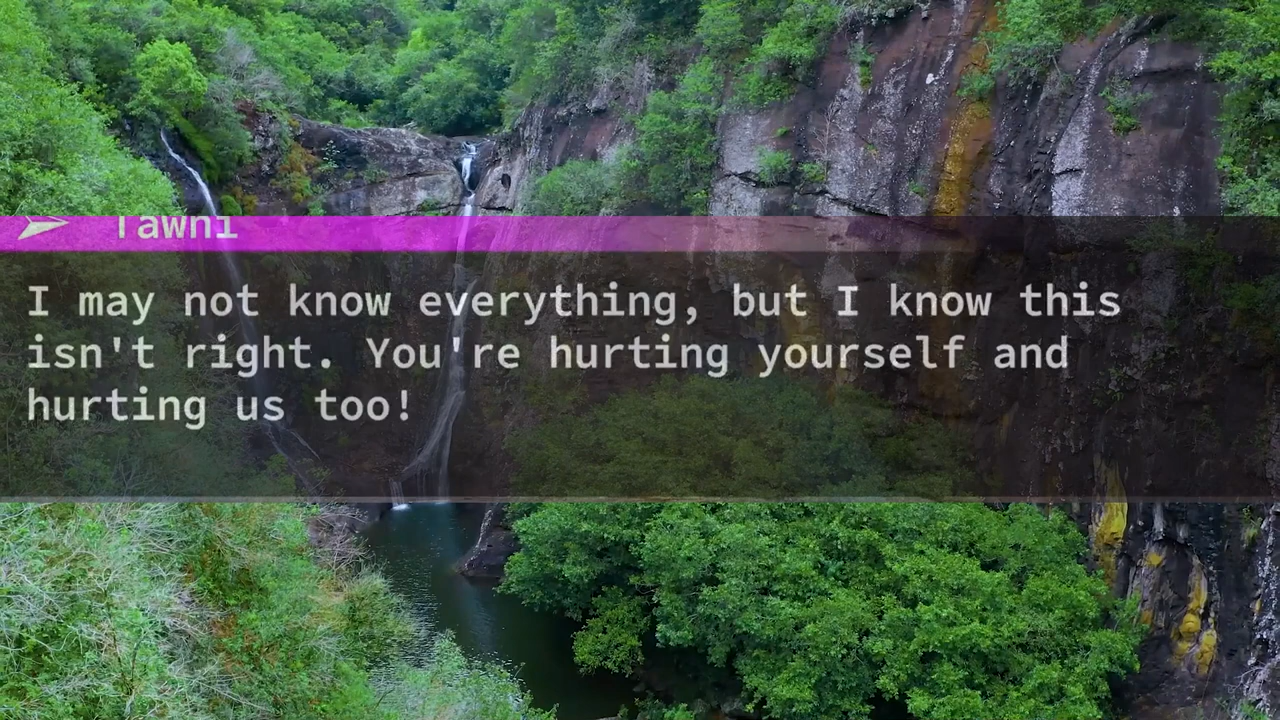 Tawni
I may not know everything, but I know this
isn't right. You're hurting yourself and
hurting us too!